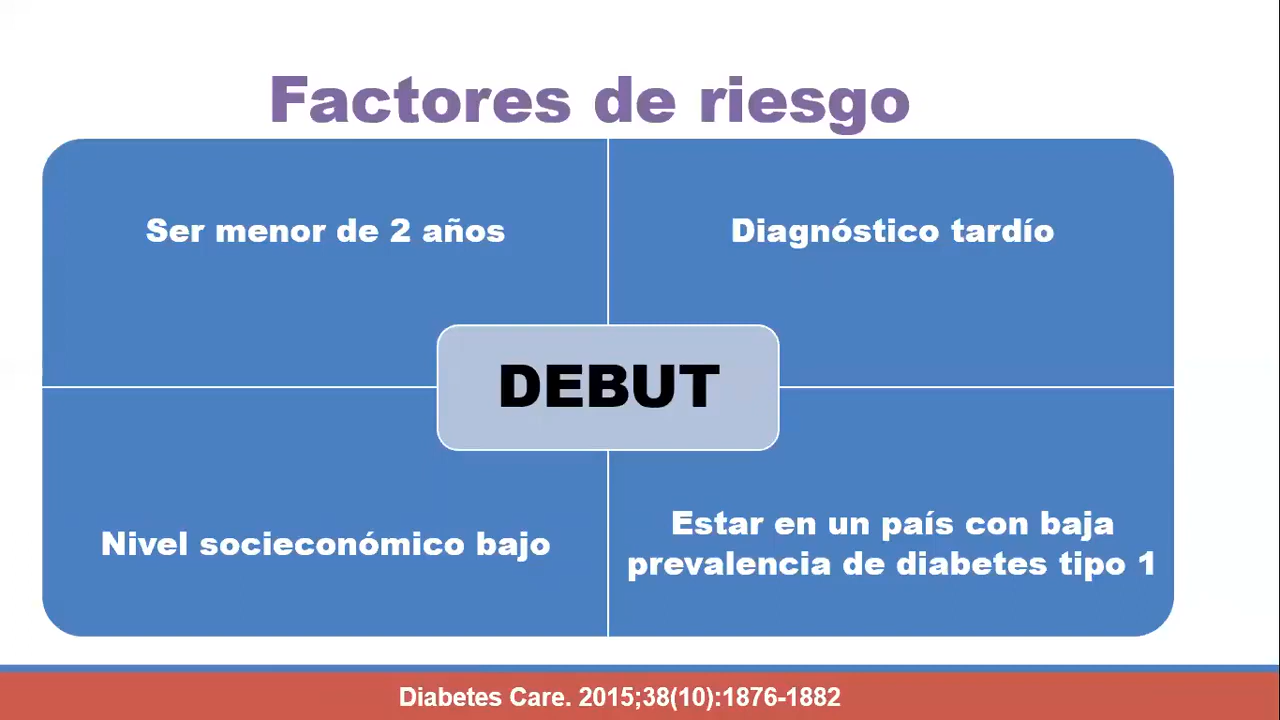 Factores de riesgo
Ser menor de 2 años
Diagnóstico tardío
DEBUT
Nivel socieconómico bajo
Estar en un país con baja
prevalencia de diabetes tipo 1
Diabetes Care. 2015;38(10):1876-1882